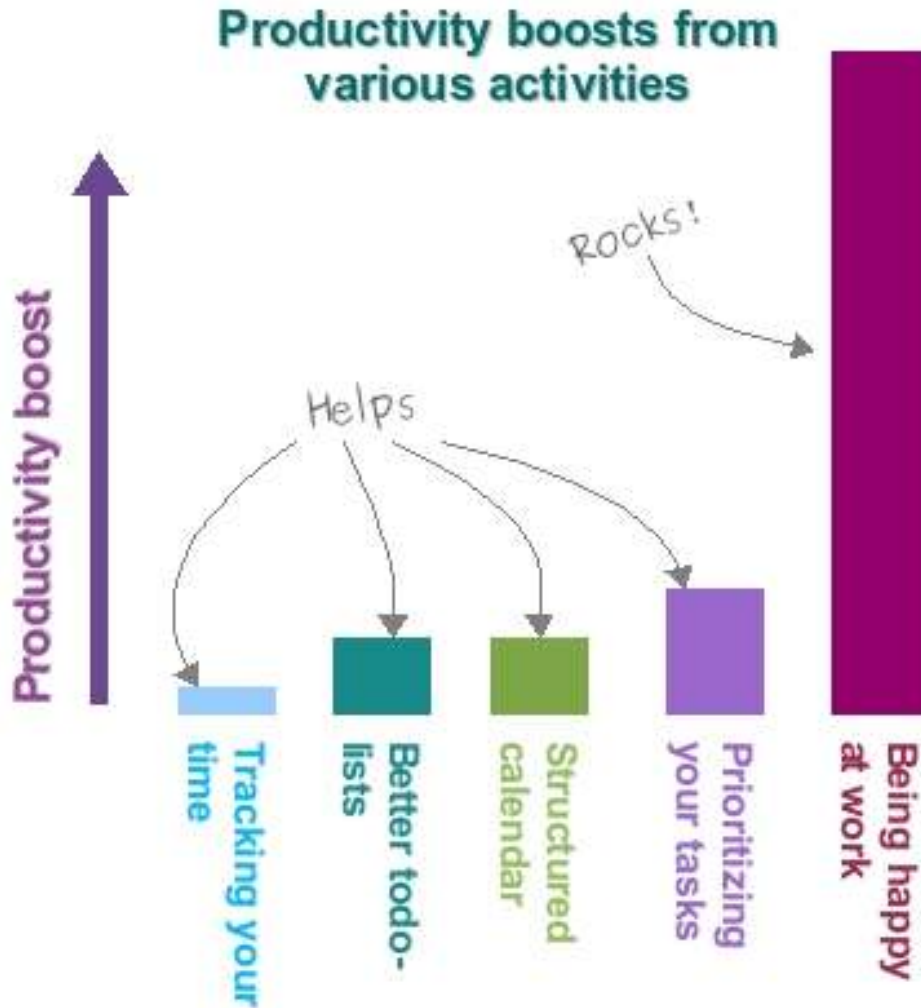 Productivity boosts from
various activities
Productivity boost
Rocks!
Helps
Tracking your
time
Better todo-
lists
Structured
calendar
Prioritizing
your tasks
Being happy
at work